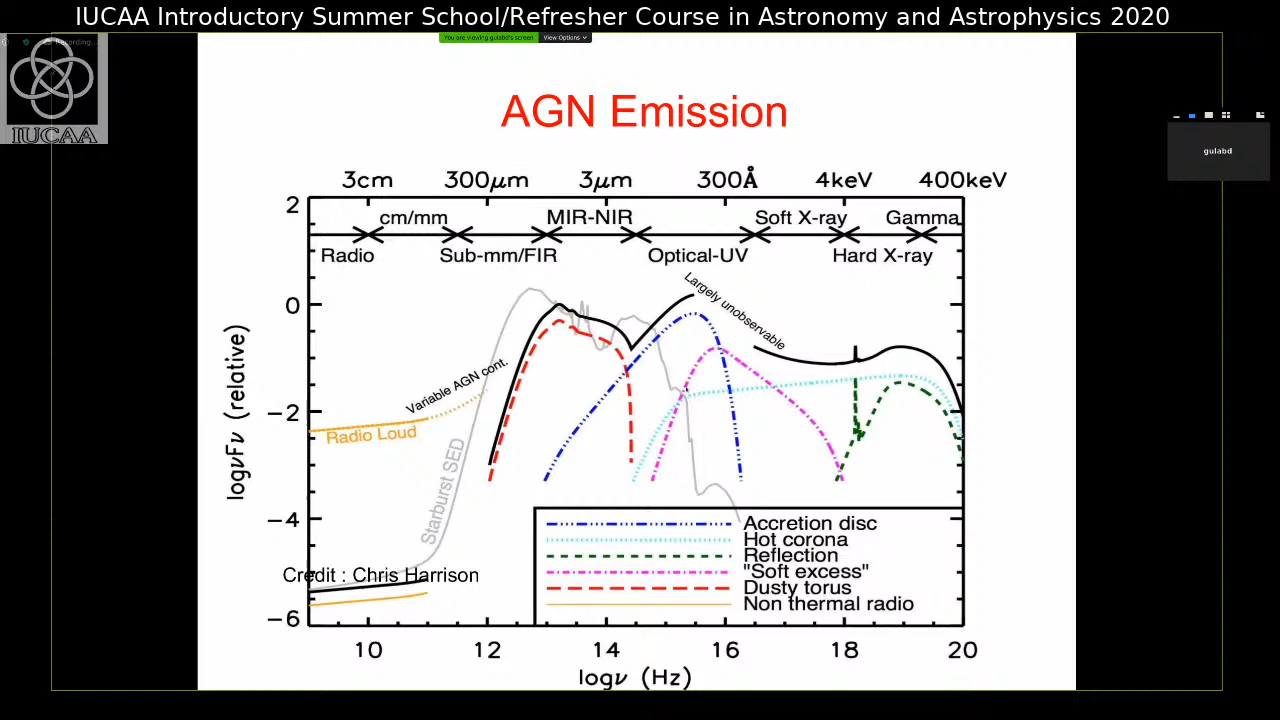 IUCAA Introductory Summer School/Refresher Course in Astronomy and Astrophysics 2020
You are viewing gulabd's screen View Options
Recording
IUCAA
gulabd
AGN Emission
3cm 300μm 3μm 300Å 4keV 400keV
cm/mm MIR-NIR Soft X-ray Gamma
Radio Sub-mm/FIR Optical-UV Hard X-ray
2
0
−2
−4
−6
logνFν (relative)
Largely unobservable
Variable AGN cont.
Radio Loud
Starburst SED
Credit : Chris Harrison
Accretion disc
Hot corona
Reflection
"Soft excess"
Dusty torus
Non thermal radio
10 12 14 16 18 20
logν (Hz)